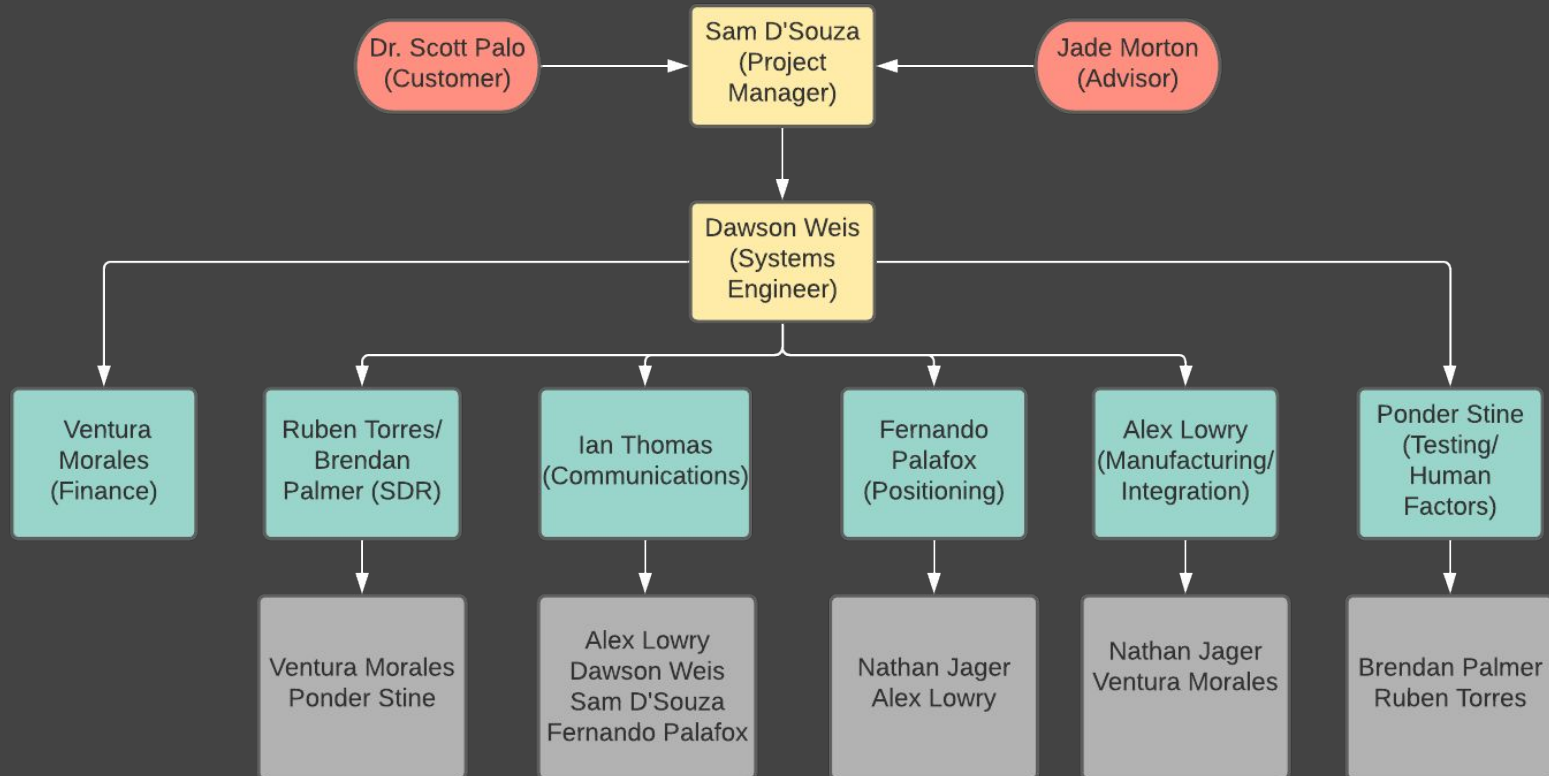 Dr. Scott Palo
(Customer)
Sam D'Souza
(Project
Manager)
Jade Morton
(Advisor)
Dawson Weis
(Systems
Engineer)
Ventura
Morales
(Finance)
Ruben Torres/
Brendan
Palmer (SDR)
Ian Thomas
(Communications)
Fernando
Palafox
(Positioning)
Alex Lowry
(Manufacturing/
Integration)
Ponder Stine
(Testing/
Human
Factors)
Ventura Morales
Ponder Stine
Alex Lowry
Dawson Weis
Sam D'Souza
Fernando Palafox
Nathan Jager
Alex Lowry
Nathan Jager
Ventura Morales
Brendan Palmer
Ruben Torres